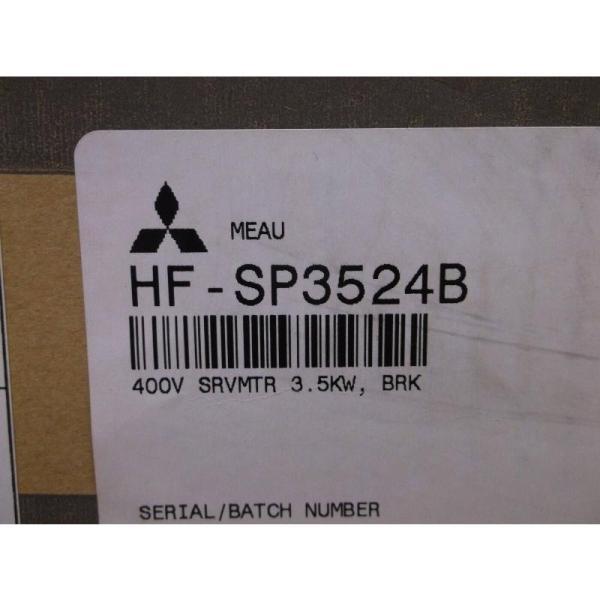 MEAU
HF-SP3524B
400V SRVMTR 3.5KW, BRK
SERIAL/BATCH NUMBER